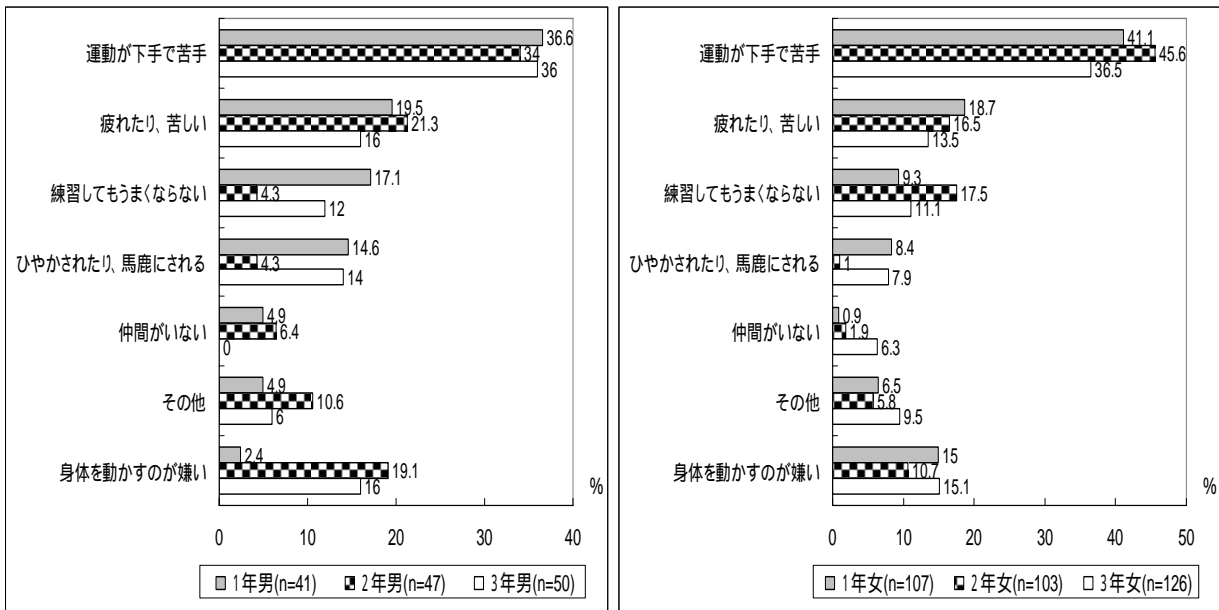 運動が下手で苦手
36.6
34
36
疲れたり、苦しい
19.5
21.3
16
練習してもうまくならない
17.1
4.3
12
ひやかされたり、馬鹿にされる
14.6
4.3
14
仲間がいない
4.9
6.4
0
その他
4.9
10.6
6
身体を動かすのが嫌い
2.4
19.1
16
%
0 10 20 30 40
1年男(n=41) 2年男(n=47) 3年男(n=50)
運動が下手で苦手
41.1
45.6
36.5
疲れたり、苦しい
18.7
16.5
13.5
練習してもうまくならない
9.3
17.5
11.1
ひやかされたり、馬鹿にされる
8.4
1
7.9
仲間がいない
0.9
1.9
6.3
その他
6.5
5.8
9.5
身体を動かすのが嫌い
15
10.7
15.1
%
0 10 20 30 40 50
1年女(n=107) 2年女(n=103) 3年女(n=126)